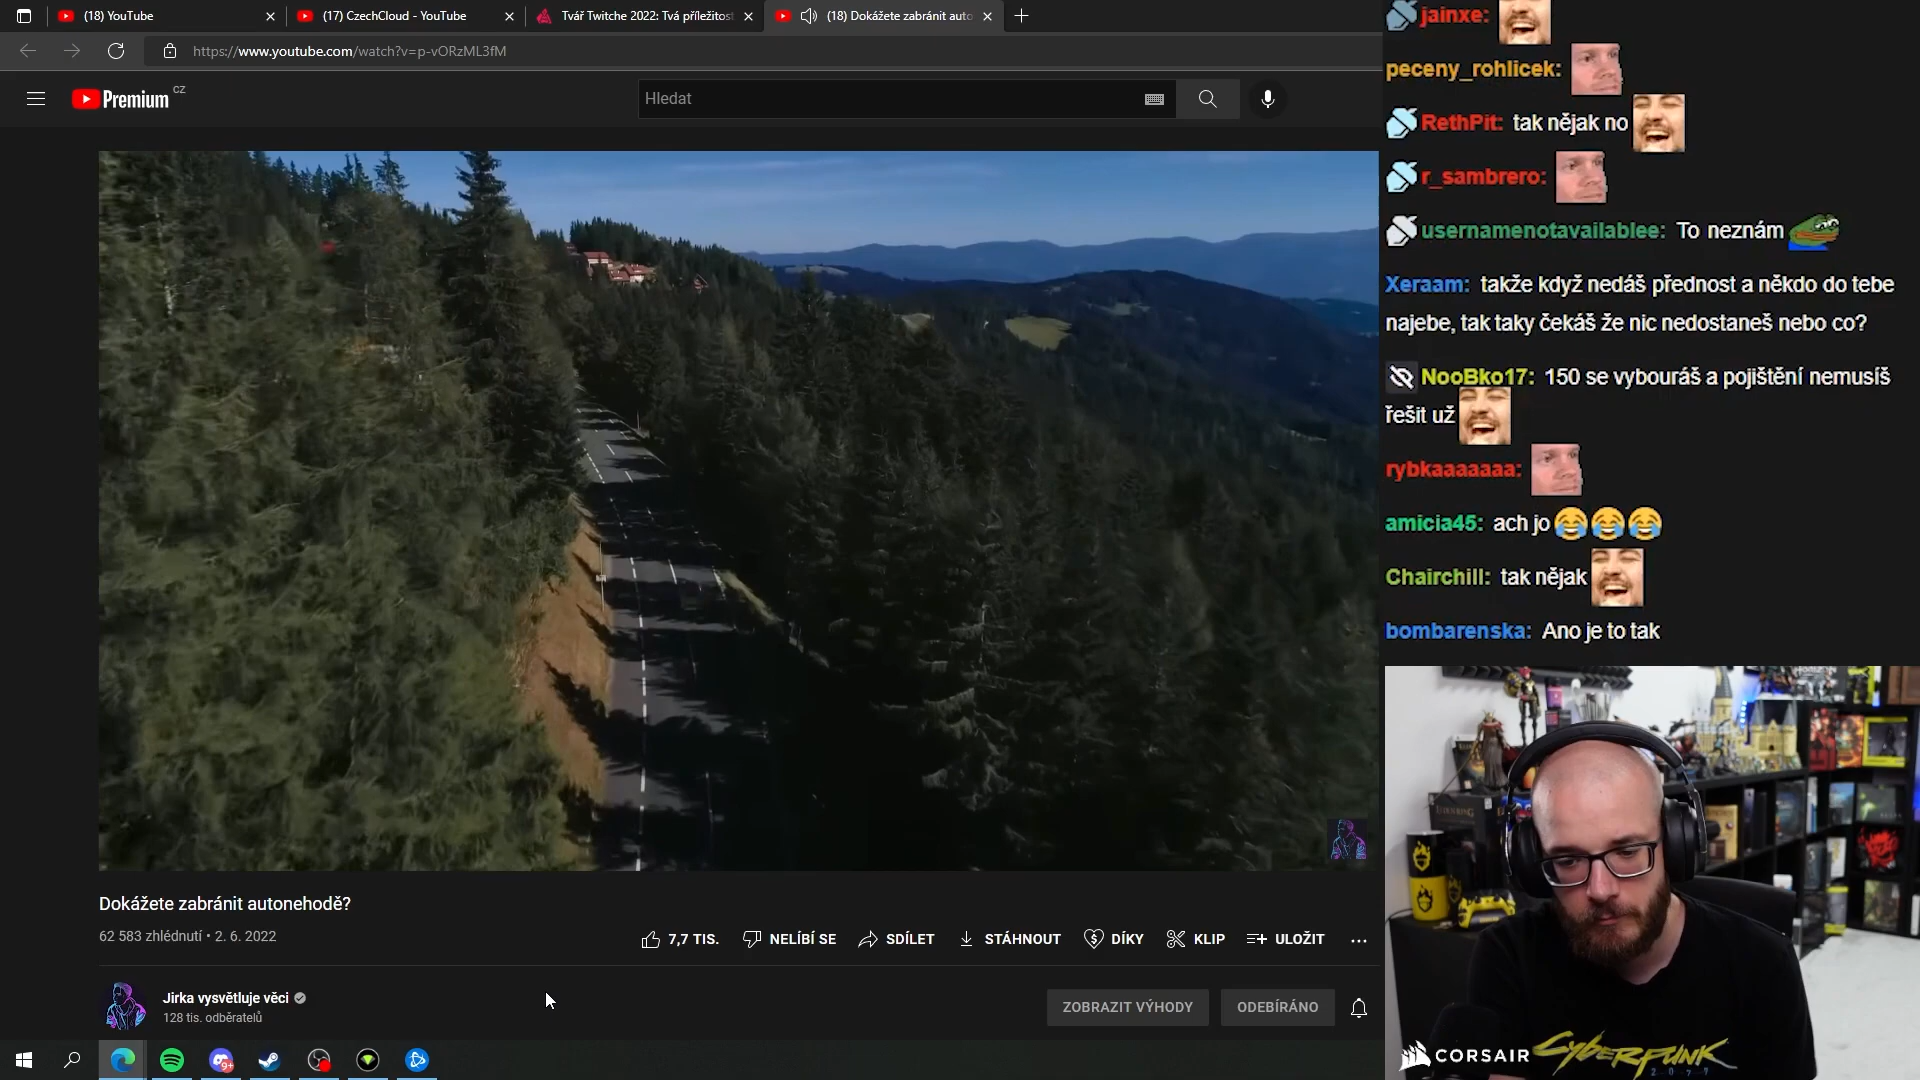 (18) YouTube
(17) CzechCloud - YouTube
Tvář Twitche 2022: Tvá příležitost
(18) Dokážete zabránit auto
https://www.youtube.com/watch?v=p-vORzML3fM
Premium CZ
Hledat
Dokážete zabránit autonehodě?
62 583 zhlédnutí • 2. 6. 2022
7,7 TIS.
NELÍBÍ SE
SDÍLET
STÁHNOUT
DÍKY
KLIP
ULOŽIT
Jirka vysvětluje věci
128 tis. odběratelů
ZOBRAZIT VÝHODY
ODEBÍRÁNO
9+
jainxe:
peceny_rohlicek:
RethPit: tak nějak no
r_sambrero:
usernamenotavailablee: To neznám
Xeraam: takže když nedáš přednost a někdo do tebe
najebe, tak taky čekáš že nic nedostaneš nebo co?
NooBko17: 150 se vybouráš a pojištění nemusíš
řešit už
rybkaaaaaaa:
amicia45: ach jo
Chairchill: tak nějak
bombarenska: Ano je to tak
CORSAIR
CYBERPUNK
2077